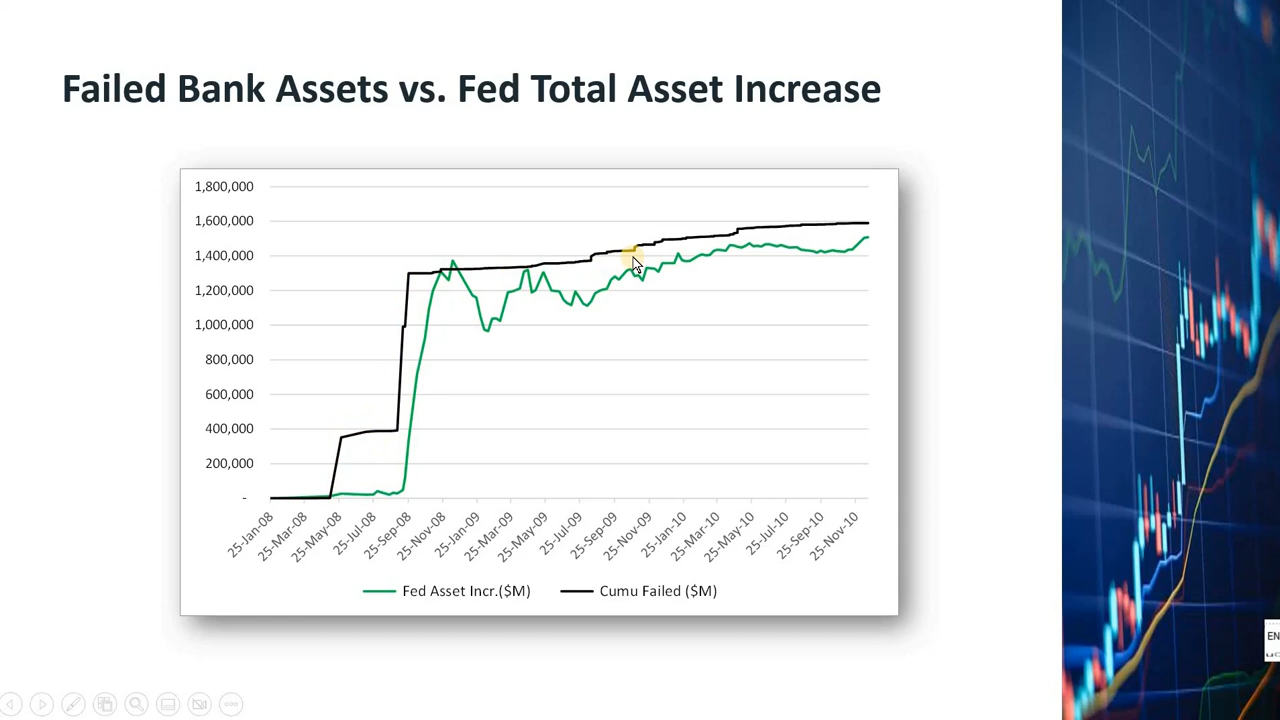 Failed Bank Assets vs. Fed Total Asset Increase
1,800,000
1,600,000
1,400,000
1,200,000
1,000,000
800,000
600,000
400,000
200,000
-
25-Jan-08
25-Mar-08
25-May-08
25-Jul-08
25-Sep-08
25-Nov-08
25-Jan-09
25-Mar-09
25-May-09
25-Jul-09
25-Sep-09
25-Nov-09
25-Jan-10
25-Mar-10
25-May-10
25-Jul-10
25-Sep-10
25-Nov-10
Fed Asset Incr.($M)
Cumu Failed ($M)
EN